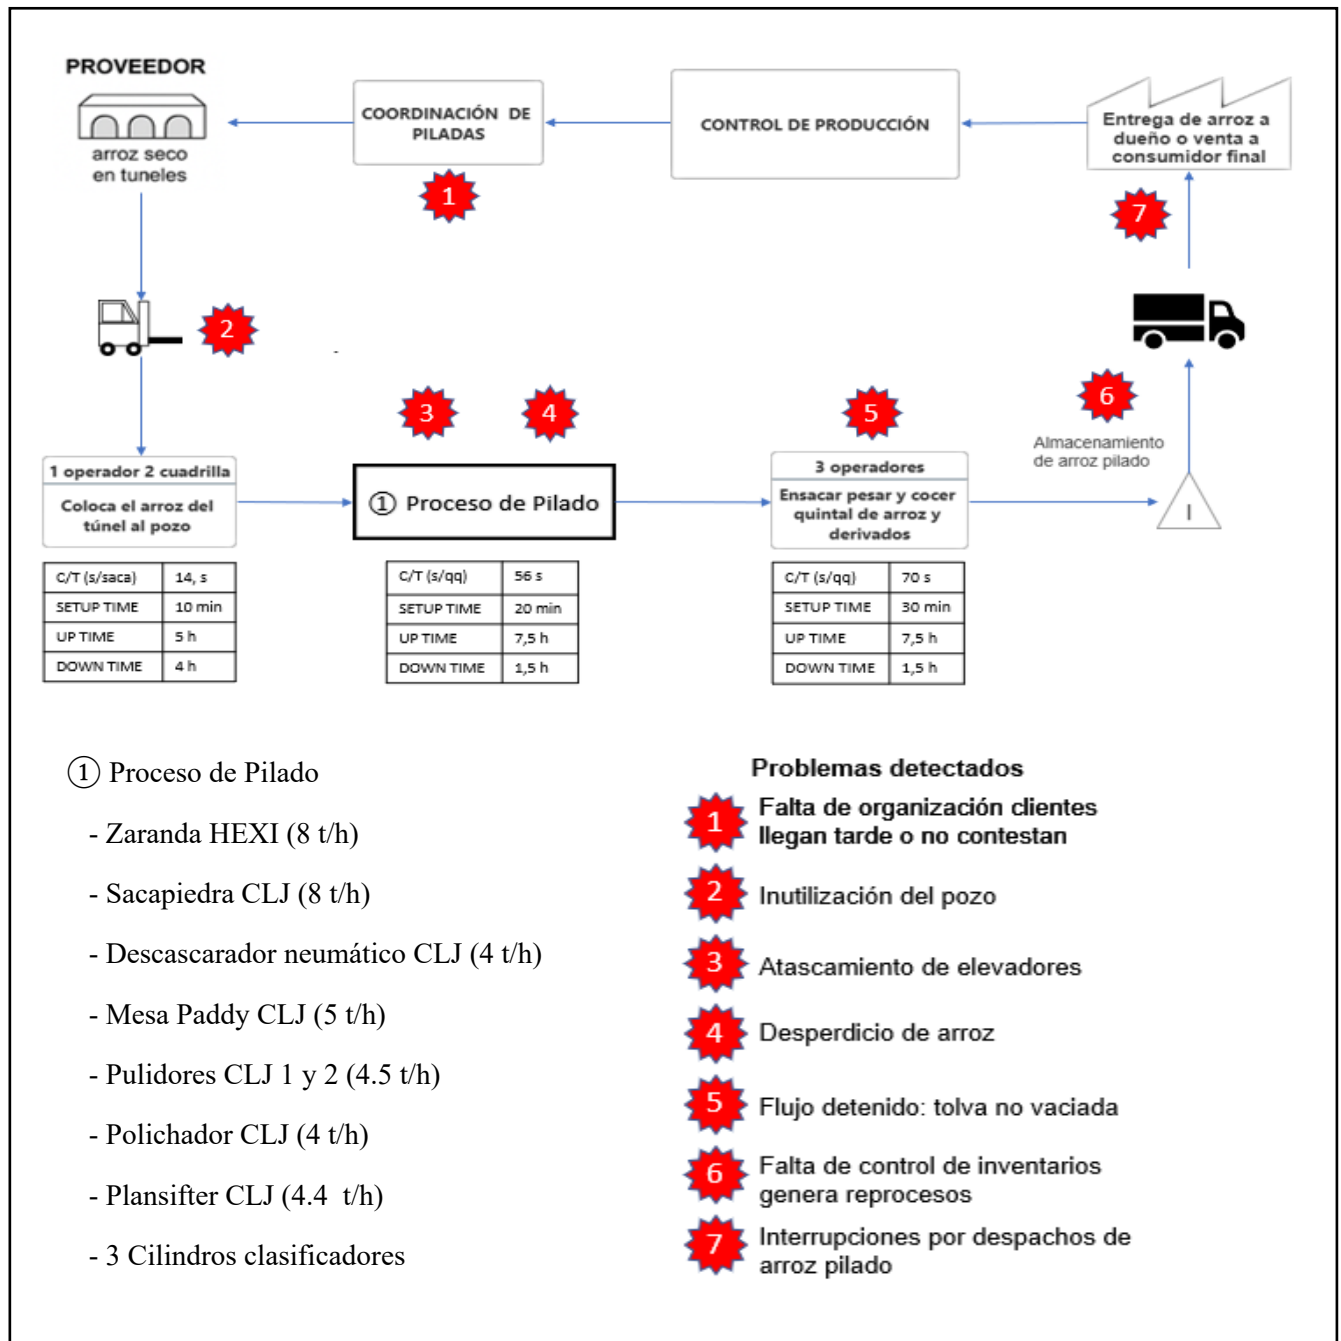 PROVEEDOR
arroz seco
en tuneles
COORDINACIÓN DE
PILADAS
1
CONTROL DE PRODUCCIÓN
Entrega de arroz a
dueño o venta a
consumidor final
7
2
3
4
5
6
Almacenamiento
de arroz pilado
1 operador 2 cuadrilla
Coloca el arroz del
túnel al pozo
① Proceso de Pilado
3 operadores
Ensacar pesar y cocer
quintal de arroz y
derivados
I
C/T (s/saca) 14, s
SETUP TIME 10 min
UP TIME 5 h
DOWN TIME 4 h
C/T (s/qq) 56 s
SETUP TIME 20 min
UP TIME 7,5 h
DOWN TIME 1,5 h
C/T (s/qq) 70 s
SETUP TIME 30 min
UP TIME 7,5 h
DOWN TIME 1,5 h
① Proceso de Pilado
- Zaranda HEXI (8 t/h)
- Sacapiedra CLJ (8 t/h)
- Descascarador neumático CLJ (4 t/h)
- Mesa Paddy CLJ (5 t/h)
- Pulidores CLJ 1 y 2 (4.5 t/h)
- Polichador CLJ (4 t/h)
- Plansifter CLJ (4.4 t/h)
- 3 Cilindros clasificadores
Problemas detectados
1 Falta de organización clientes
llegan tarde o no contestan
2 Inutilización del pozo
3 Atascamiento de elevadores
4 Desperdicio de arroz
5 Flujo detenido: tolva no vaciada
6 Falta de control de inventarios
genera reprocesos
7 Interrupciones por despachos de
arroz pilado